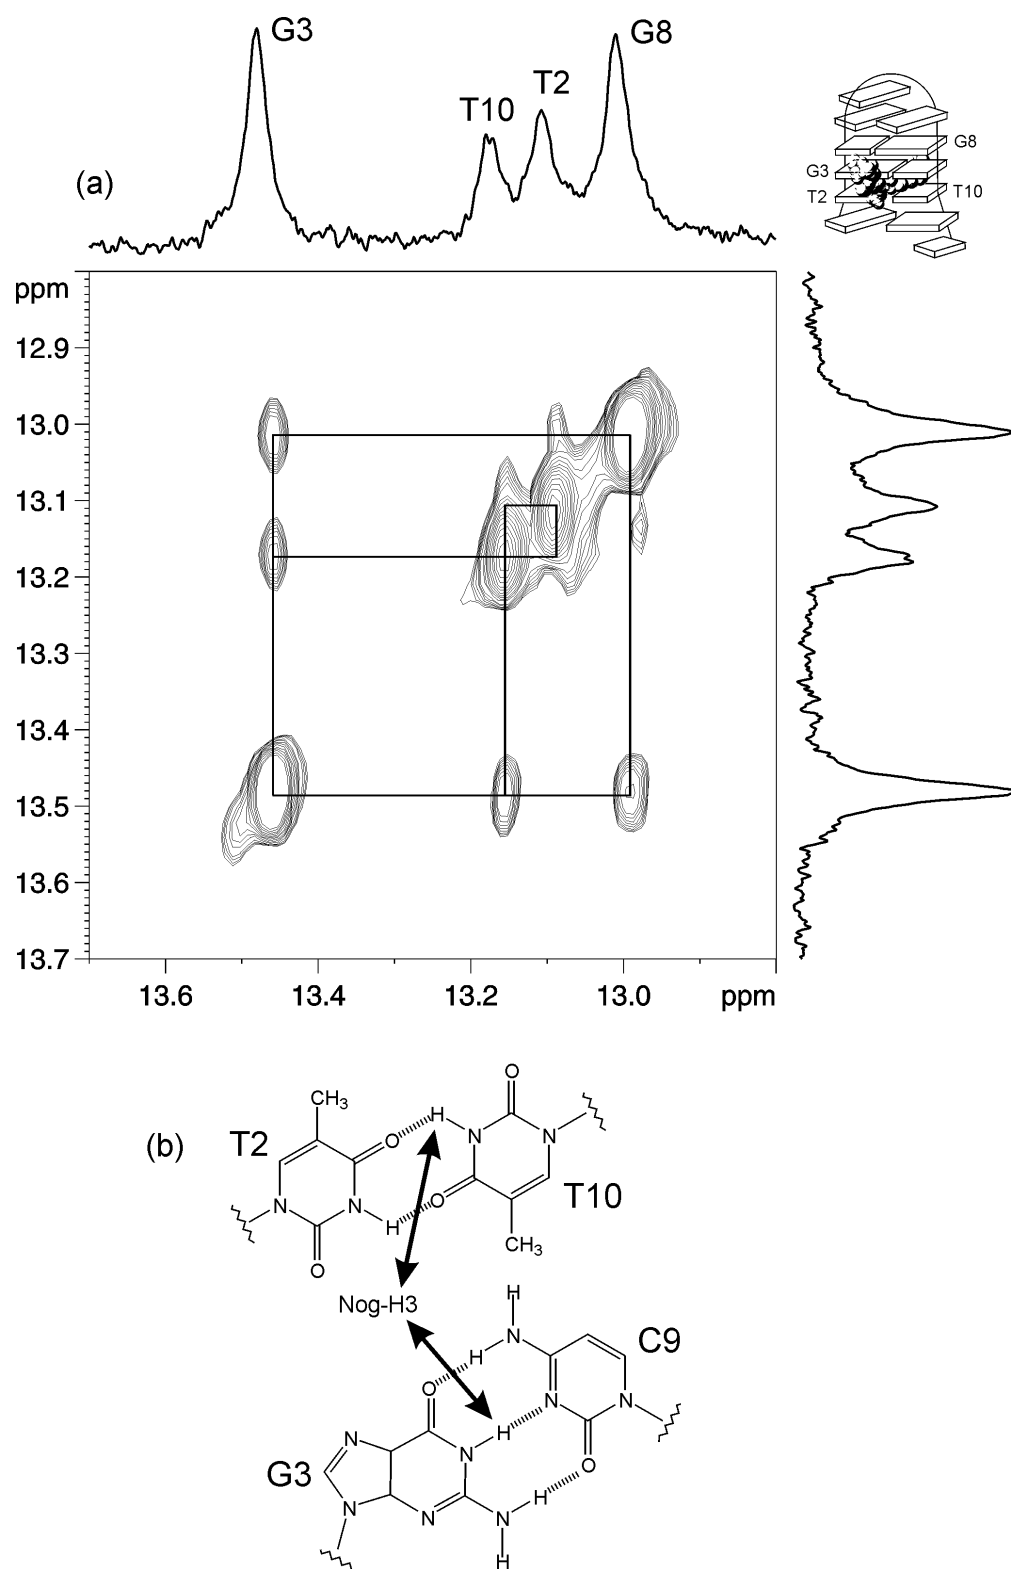 G3
G8
T10
T2
(a)
G8
G3
T2
T10
ppm
12.9
13.0
13.1
13.2
13.3
13.4
13.5
13.6
13.7
13.6
13.4
13.2
13.0
ppm
(b)
O
CH₃
T2
O
H
N
N
T10
N
N
H
O
O
CH₃
Nog-H3
H
N
H
C9
O
N
N
H
N
N
O
G3
N
N
N
H
H